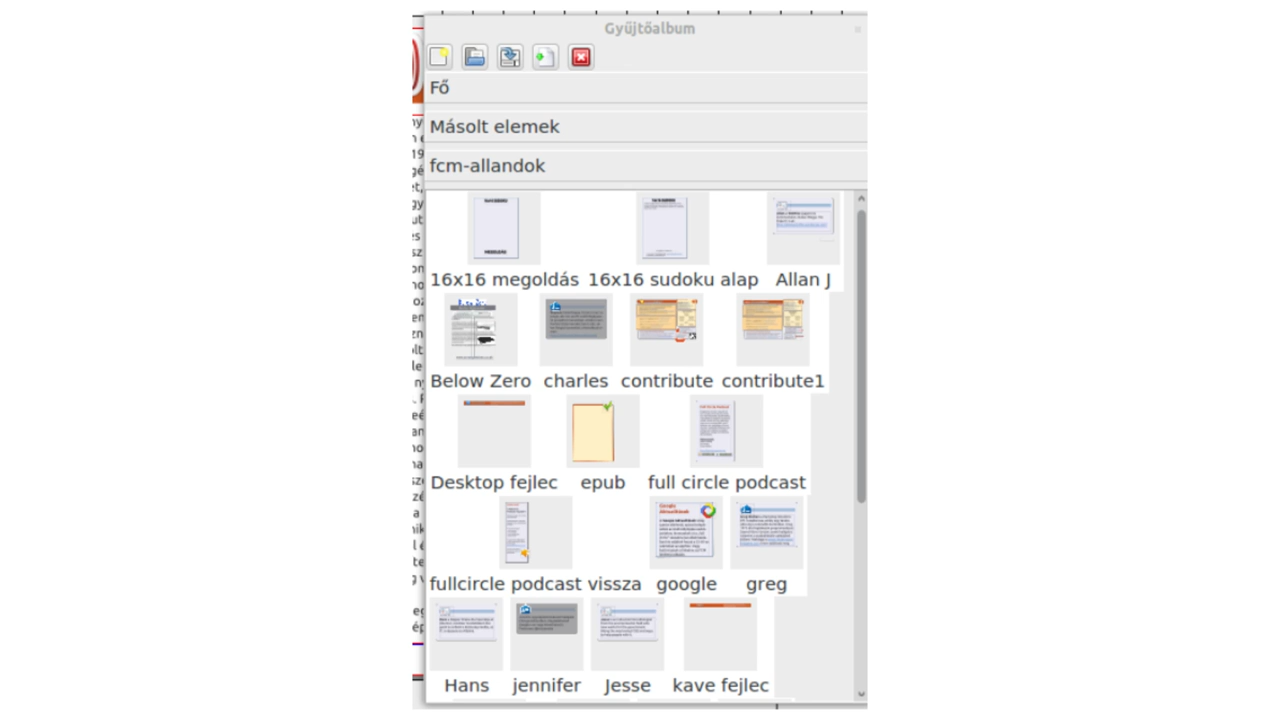 Gyűjtőalbum
Fő
Másolt elemek
fcm-allandok
16x16 megoldás 16x16 sudoku alap Allan J
Below Zero charles contribute contribute1
Desktop fejlec epub full circle podcast
fullcircle podcast vissza google greg
Hans jennifer Jesse kave fejlec